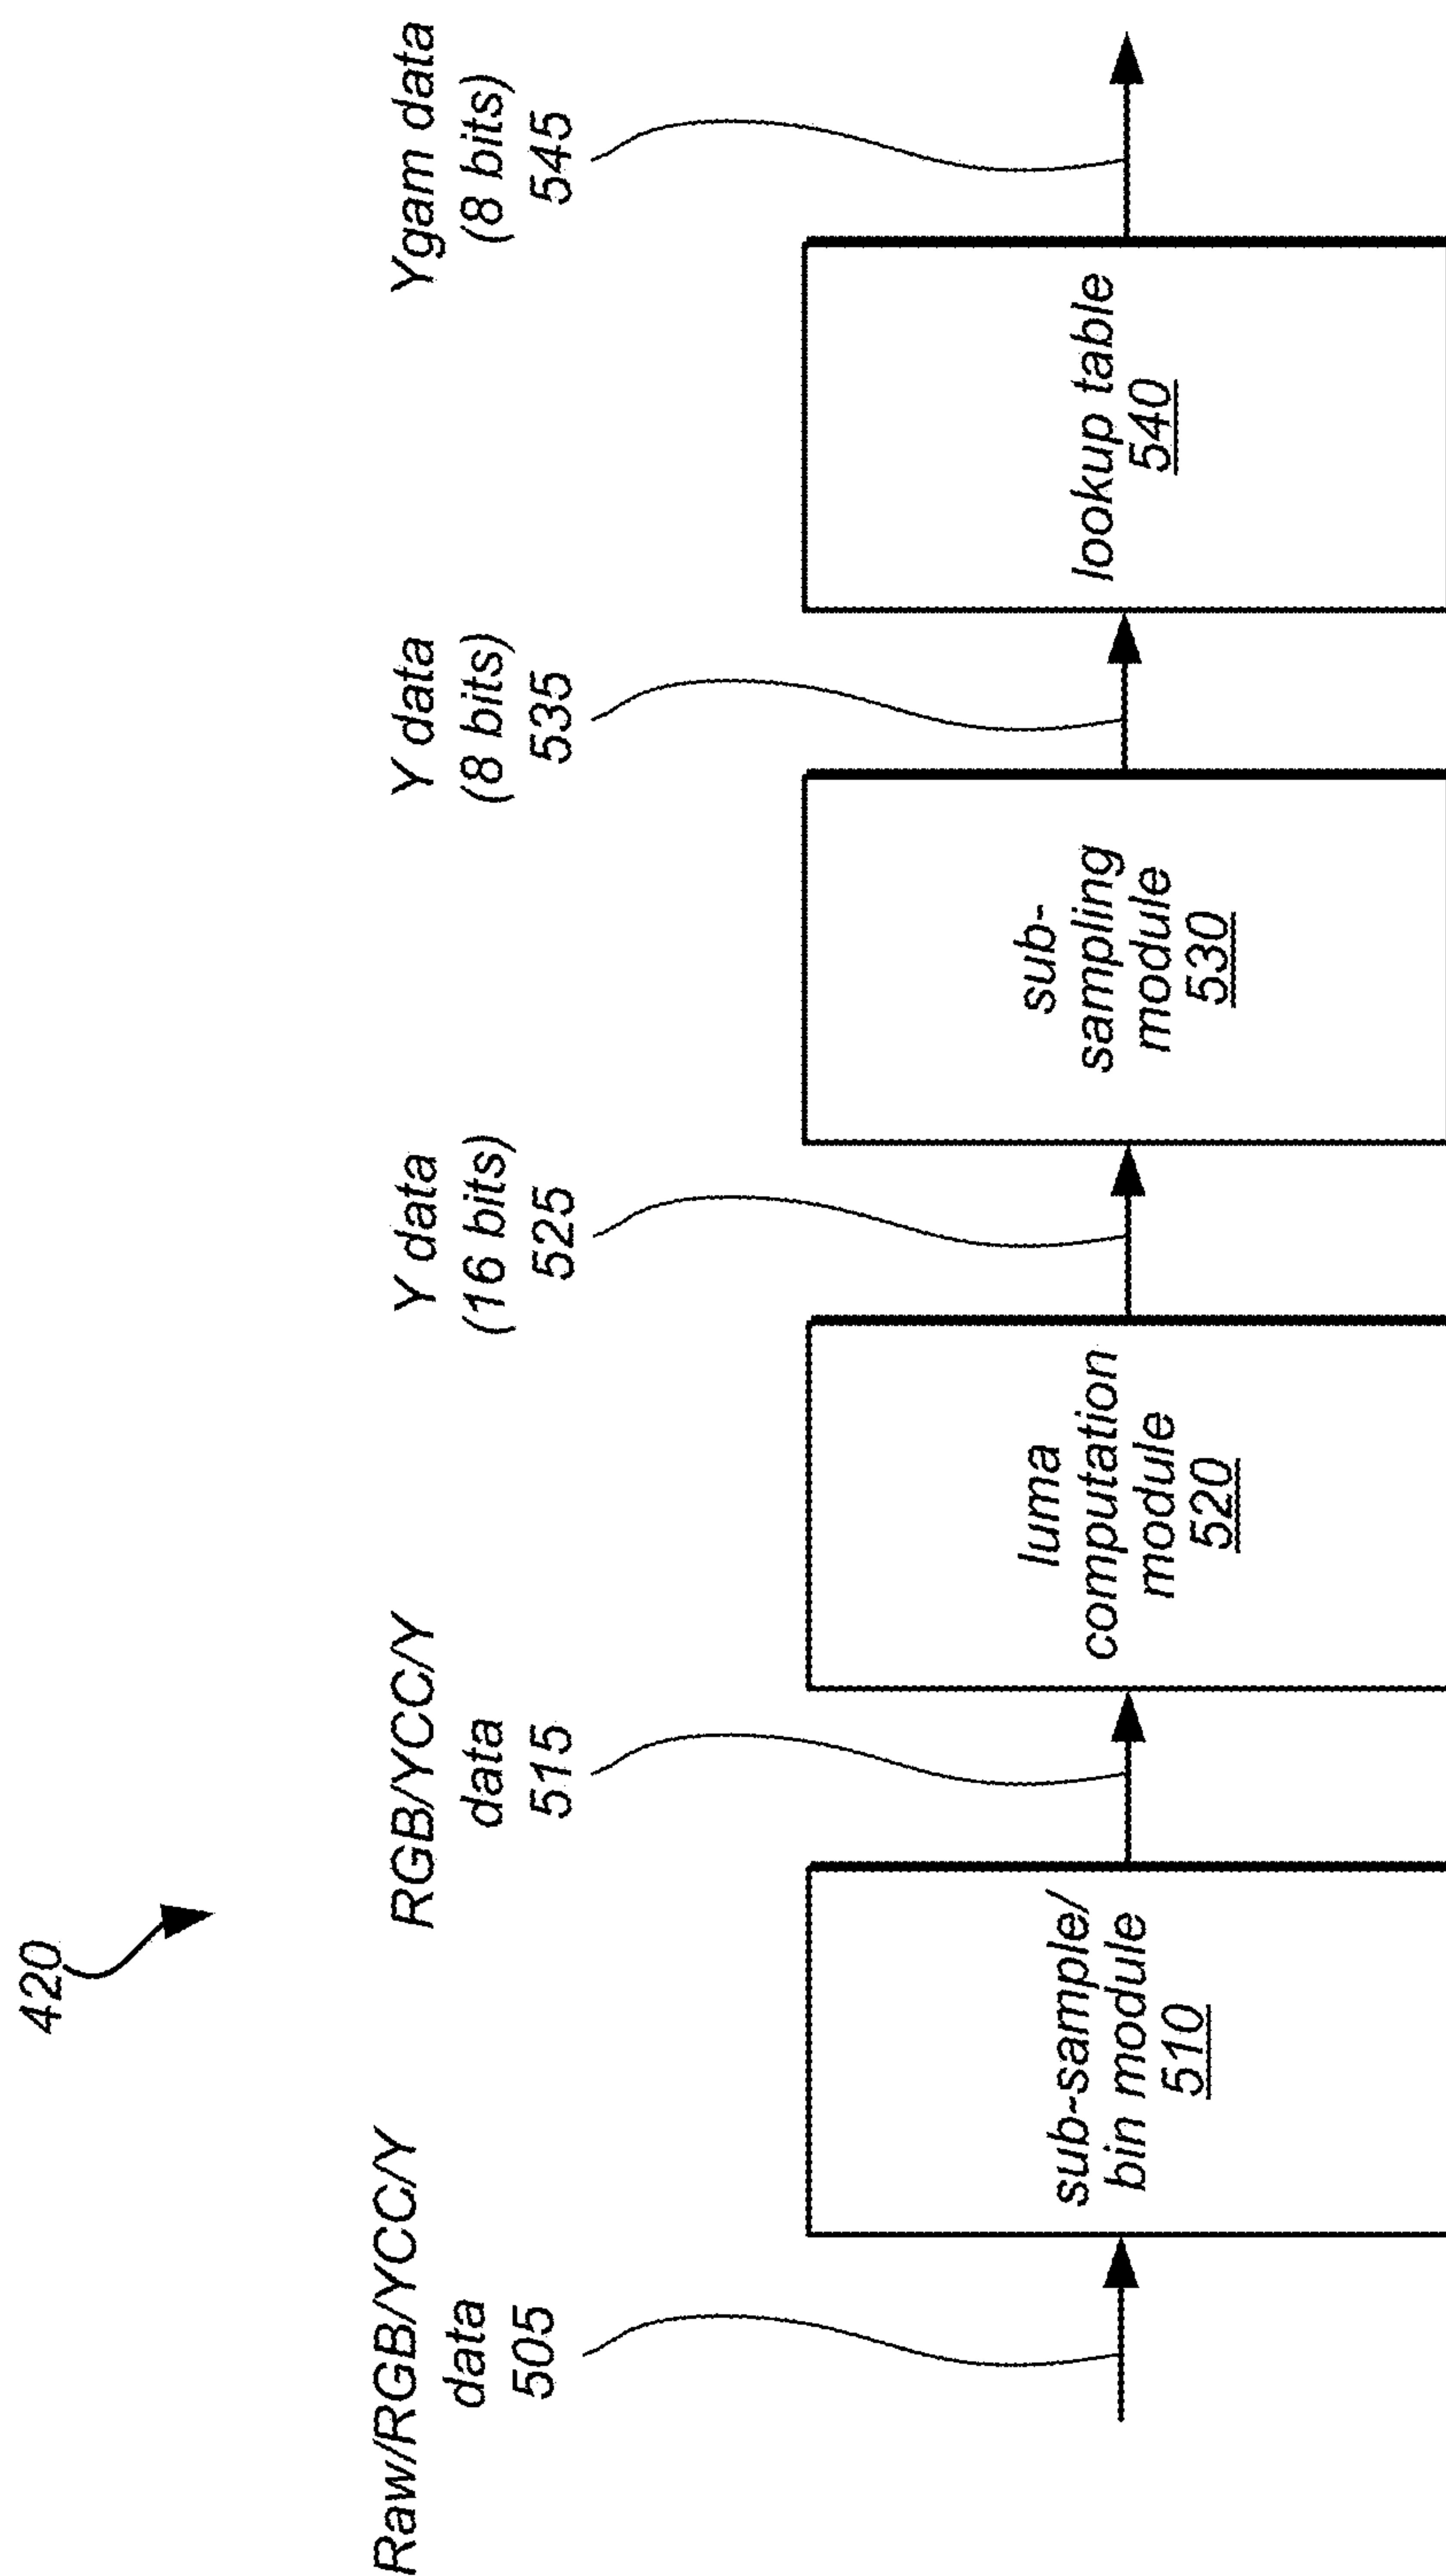 420
Raw/RGB/YCC/Y
data
505
RGB/YCC/Y
data
515
Y data
(16 bits)
525
Y data
(8 bits)
535
Ygam data
(8 bits)
545
sub-sample/
bin module
510
luma
computation
module
520
sub-
sampling
module
530
lookup table
540